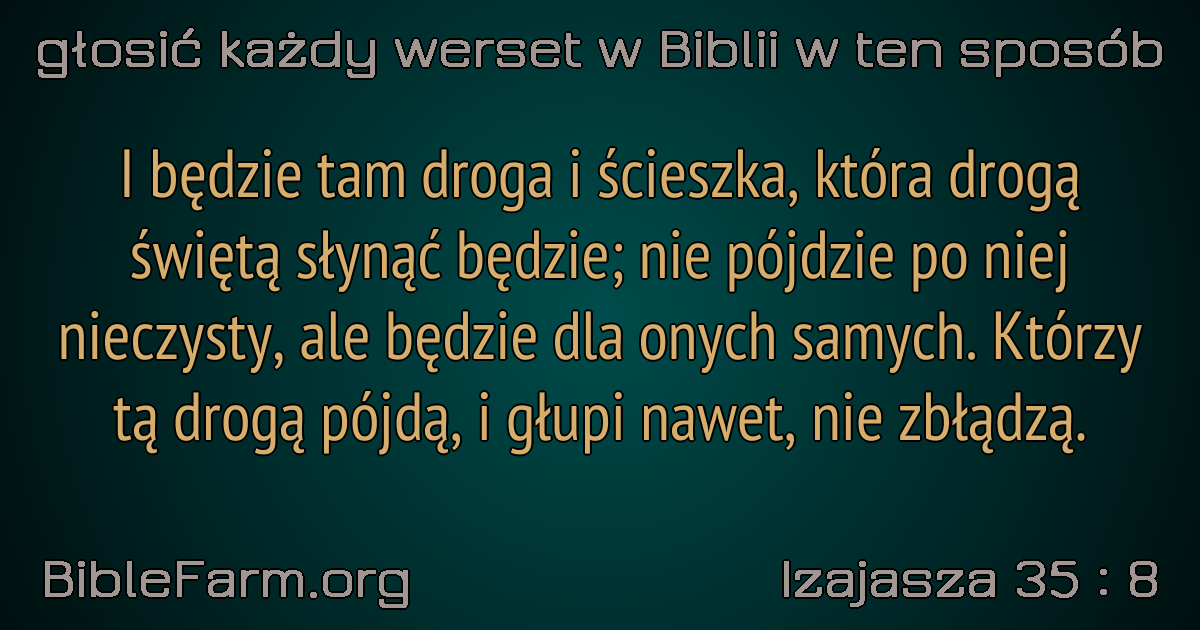 głosić każdy werset w Biblii w ten sposób
I będzie tam droga i ścieszka, która drogą
świętą słynąć będzie; nie pójdzie po niej
nieczysty, ale będzie dla onych samych. Którzy
tą drogą pójdą, i głupi nawet, nie zbłądzą.
BibleFarm.org
Izajasza 35 : 8